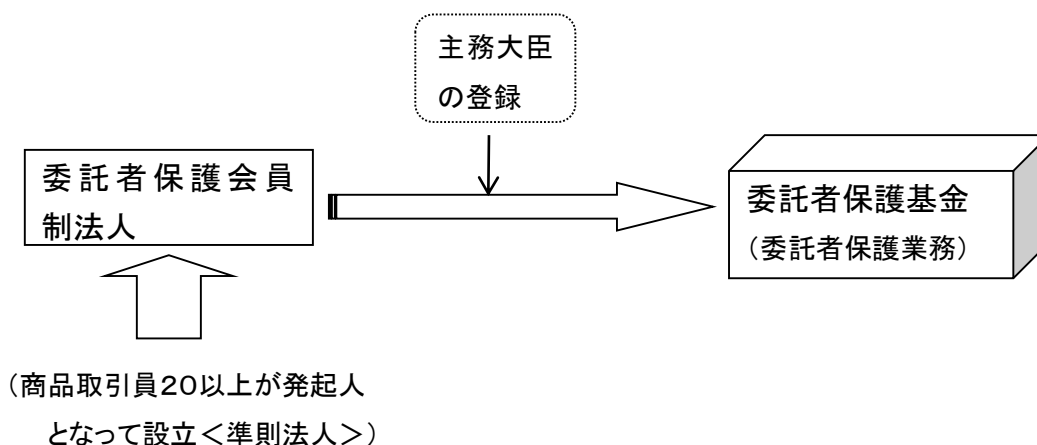 主務大臣
の登録
委託者保護会員
制法人
委託者保護基金
（委託者保護業務）
（商品取引員２０以上が発起人
となって設立＜準則法人＞）